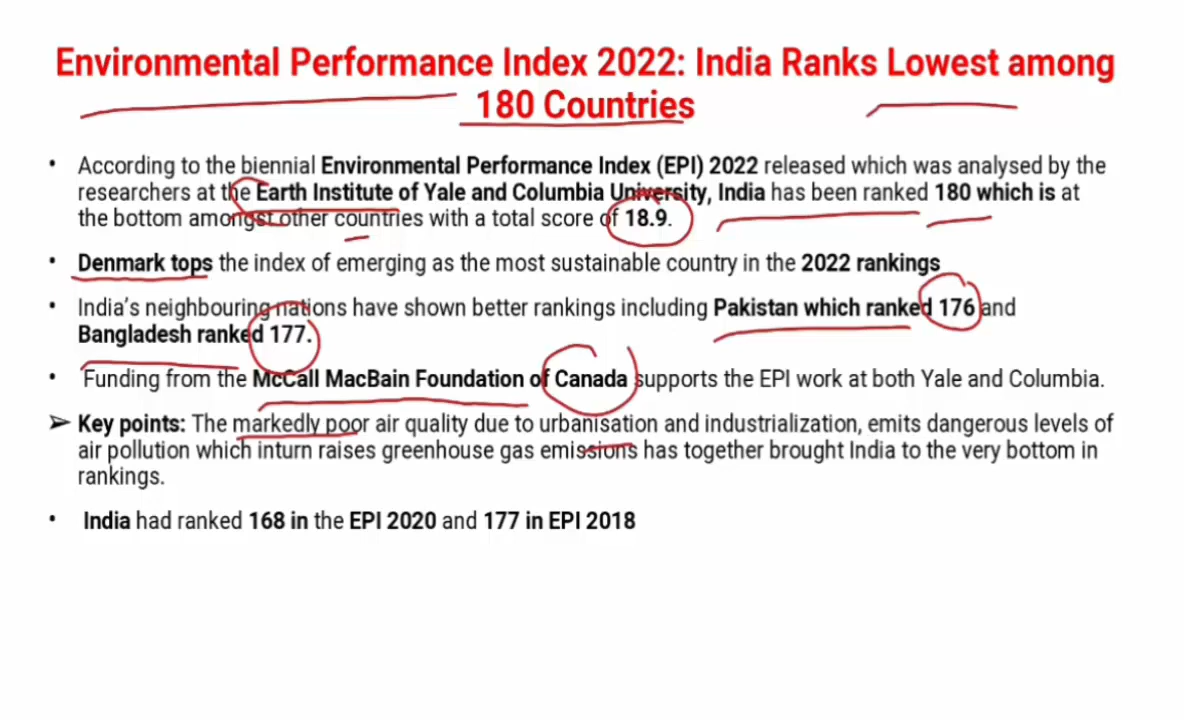 Environmental Performance Index 2022: India Ranks Lowest among
180 Countries
• According to the biennial Environmental Performance Index (EPI) 2022 released which was analysed by the
researchers at the Earth Institute of Yale and Columbia University, India has been ranked 180 which is at
the bottom amongst other countries with a total score of 18.9.
• Denmark tops the index of emerging as the most sustainable country in the 2022 rankings
• India's neighbouring nations have shown better rankings including Pakistan which ranked 176 and
Bangladesh ranked 177.
• Funding from the McCall MacBain Foundation of Canada supports the EPI work at both Yale and Columbia.
➢ Key points: The markedly poor air quality due to urbanisation and industrialization, emits dangerous levels of
air pollution which inturn raises greenhouse gas emissions has together brought India to the very bottom in
rankings.
• India had ranked 168 in the EPI 2020 and 177 in EPI 2018